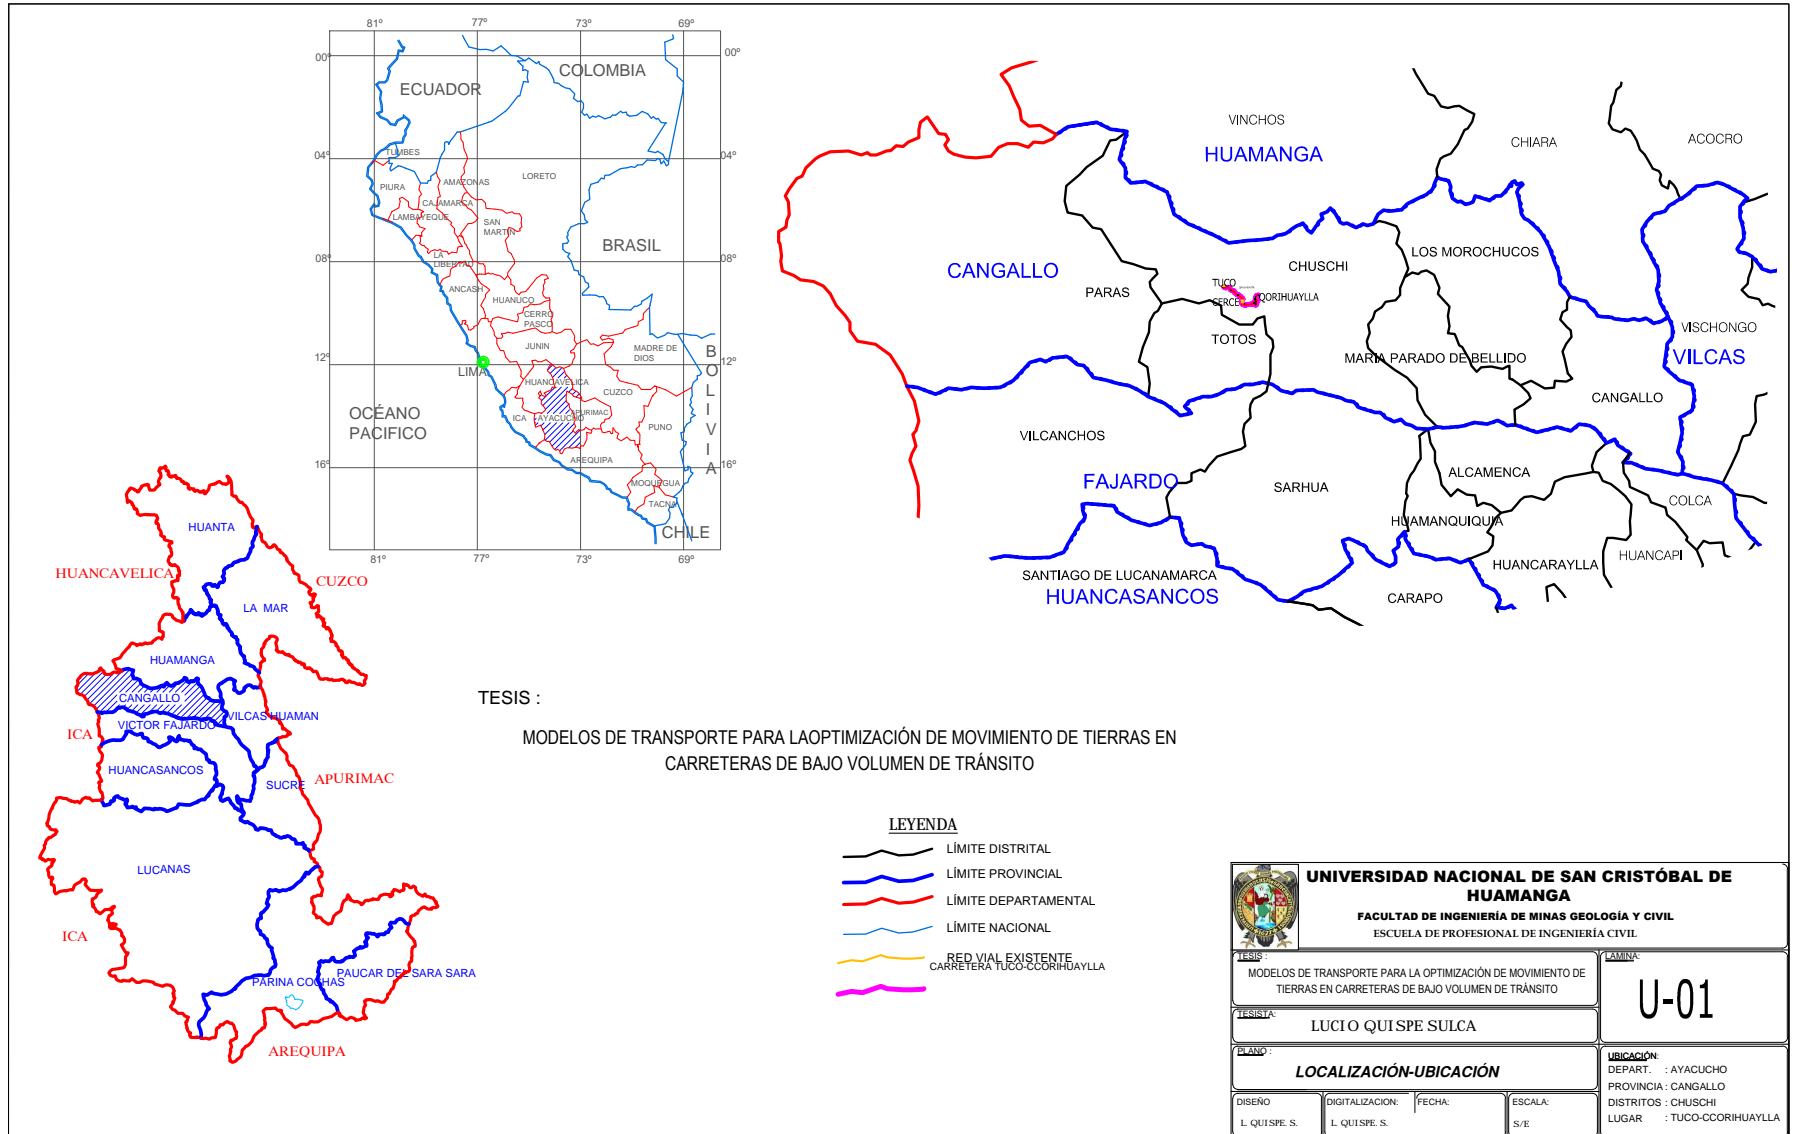 81º 77º 73º 69º
00º
00º
COLOMBIA
ECUADOR
04º
04º
TUMBES
PIURA
AMAZONAS
LORETO
CAJAMARCA
LAMBAYEQUE
SAN
MARTIN
BRASIL
LA
LIBERTAD
08º
08º
ANCASH
HUANUCO
CERRO
PASCO
JUNIN
MADRE DE
DIOS
12º
12º
LIMA
HUANCAVELICA
CUZCO
ICA
AYACUCHO
APURIMAC
PUNO
BOLIVIA
OCÉANO
PACIFICO
AREQUIPA
16º
16º
MOQUEGUA
TACNA
CHILE
81º 77º 73º 69º
VINCHOS
HUAMANGA
CHIARA
ACOCRO
CANGALLO
PARAS
CHUSCHI
LOS MOROCHUCOS
TUCO
CERCE
QORIHUAYLLA
TOTOS
MARIA PARADO DE BELLIDO
VISCHONGO
VILCAS
CANGALLO
VILCANCHOS
FAJARDO
SARHUA
ALCAMENCA
COLCA
HUAMANQUIQUIA
HUANCARAYLLA
HUANCAPI
SANTIAGO DE LUCANAMARCA
HUANCASANCOS
CARAPO
HUANTA
HUANCAVELICA
CUZCO
LA MAR
HUAMANGA
CANGALLO
VILCAS HUAMAN
VICTOR FAJARDO
ICA
HUANCASANCOS
SUCRE
APURIMAC
LUCANAS
ICA
PARINA COCHAS
PAUCAR DEL SARA SARA
AREQUIPA
TESIS :
MODELOS DE TRANSPORTE PARA LAOPTIMIZACIÓN DE MOVIMIENTO DE TIERRAS EN
CARRETERAS DE BAJO VOLUMEN DE TRÁNSITO
LEYENDA
LÍMITE DISTRITAL
LÍMITE PROVINCIAL
LÍMITE DEPARTAMENTAL
LÍMITE NACIONAL
RED VIAL EXISTENTE
CARRETERA TUCO-CCORIHUAYLLA
UNIVERSIDAD NACIONAL DE SAN CRISTÓBAL DE
HUAMANGA
FACULTAD DE INGENIERÍA DE MINAS GEOLOGÍA Y CIVIL
ESCUELA DE PROFESIONAL DE INGENIERÍA CIVIL
TESIS :
MODELOS DE TRANSPORTE PARA LA OPTIMIZACIÓN DE MOVIMIENTO DE
TIERRAS EN CARRETERAS DE BAJO VOLUMEN DE TRÁNSITO
LAMINA:
U-01
TESISTA:
LUCIO QUISPE SULCA
PLANO :
LOCALIZACIÓN-UBICACIÓN
UBICACIÓN:
DEPART. : AYACUCHO
PROVINCIA : CANGALLO
DISTRITOS : CHUSCHI
LUGAR : TUCO-CCORIHUAYLLA
DISEÑO
L. QUISPE. S.
DIGITALIZACION:
L. QUISPE. S.
FECHA:
ESCALA:
S/E